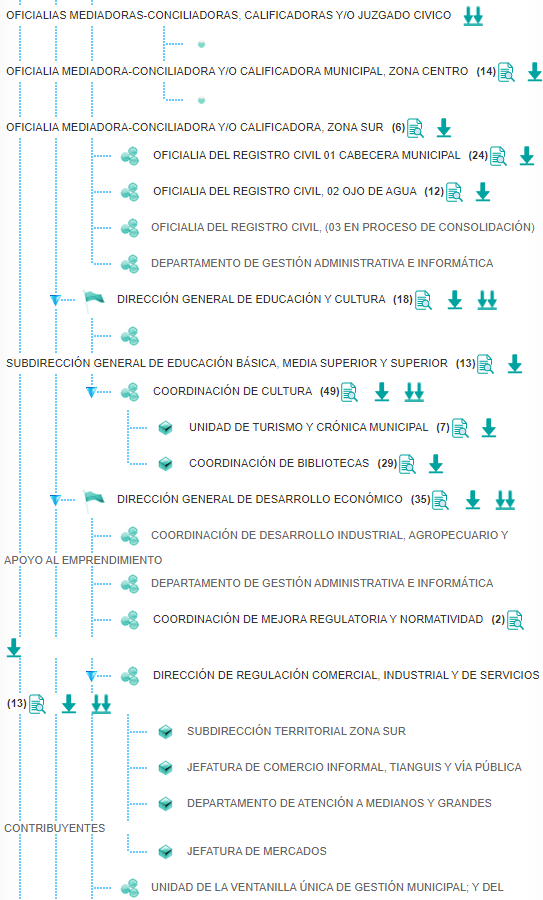 OFICIALIAS MEDIADORAS-CONCILIADORAS, CALIFICADORAS Y/O JUZGADO CIVICO
OFICIALIA MEDIADORA-CONCILIADORA Y/O CALIFICADORA MUNICIPAL, ZONA CENTRO (14)
OFICIALIA MEDIADORA-CONCILIADORA Y/O CALIFICADORA, ZONA SUR (6)
OFICIALIA DEL REGISTRO CIVIL 01 CABECERA MUNICIPAL (24)
OFICIALIA DEL REGISTRO CIVIL, 02 OJO DE AGUA (12)
OFICIALIA DEL REGISTRO CIVIL, (03 EN PROCESO DE CONSOLIDACIÓN)
DEPARTAMENTO DE GESTIÓN ADMINISTRATIVA E INFORMÁTICA
DIRECCIÓN GENERAL DE EDUCACIÓN Y CULTURA (18)
SUBDIRECCIÓN GENERAL DE EDUCACIÓN BÁSICA, MEDIA SUPERIOR Y SUPERIOR (13)
COORDINACIÓN DE CULTURA (49)
UNIDAD DE TURISMO Y CRÓNICA MUNICIPAL (7)
COORDINACIÓN DE BIBLIOTECAS (29)
DIRECCIÓN GENERAL DE DESARROLLO ECONÓMICO (35)
COORDINACIÓN DE DESARROLLO INDUSTRIAL, AGROPECUARIO Y
APOYO AL EMPRENDIMIENTO
DEPARTAMENTO DE GESTIÓN ADMINISTRATIVA E INFORMÁTICA
COORDINACIÓN DE MEJORA REGULATORIA Y NORMATIVIDAD (2)
DIRECCIÓN DE REGULACIÓN COMERCIAL, INDUSTRIAL Y DE SERVICIOS
(13)
SUBDIRECCIÓN TERRITORIAL ZONA SUR
JEFATURA DE COMERCIO INFORMAL, TIANGUIS Y VÍA PÚBLICA
DEPARTAMENTO DE ATENCIÓN A MEDIANOS Y GRANDES
CONTRIBUYENTES
JEFATURA DE MERCADOS
UNIDAD DE LA VENTANILLA ÚNICA DE GESTIÓN MUNICIPAL; Y DEL